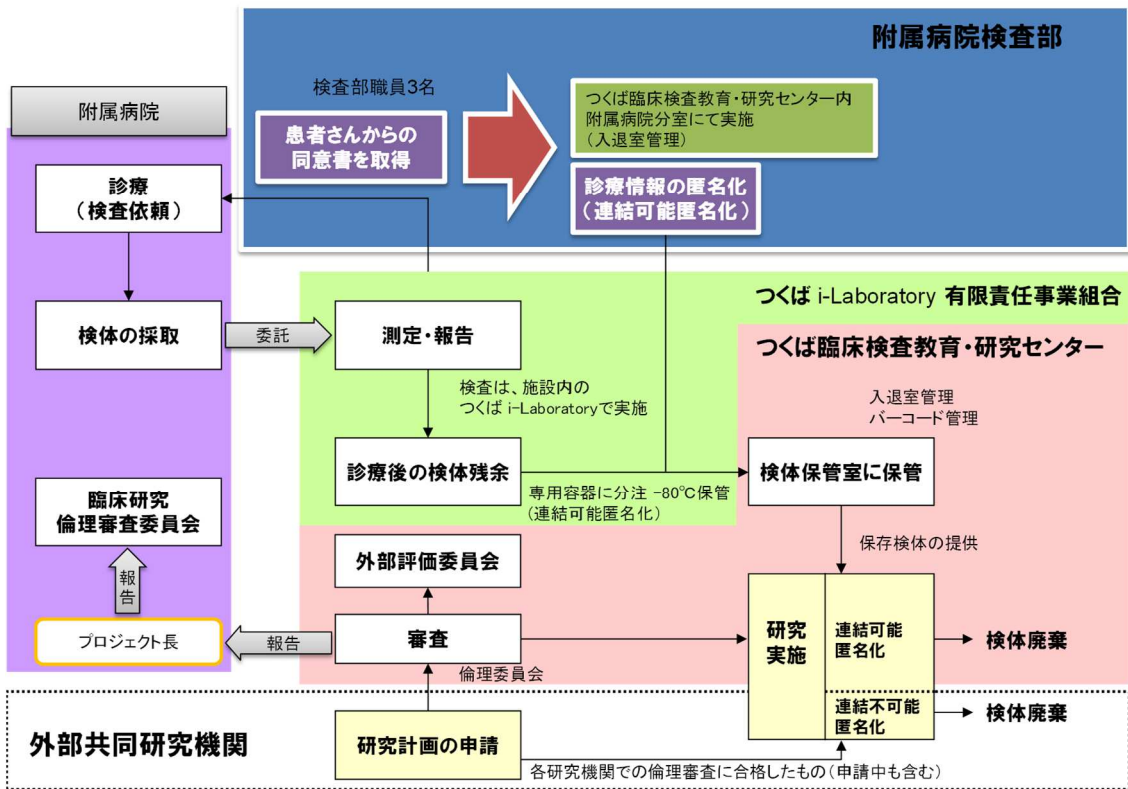 附属病院検査部
検査部職員3名
患者さんからの
同意書を取得
つくば臨床検査教育・研究センター内
附属病院分室にて実施
(入退室管理)
診療情報の匿名化
(連結可能匿名化)
附属病院
診療
(検査依頼)
検体の採取
委託
臨床研究
倫理審査委員会
報告
プロジェクト長
報告
つくば i-Laboratory 有限責任事業組合
測定・報告
検査は、施設内の
つくば i-Laboratoryで実施
診療後の検体残余
専用容器に分注 -80℃保管
(連結可能匿名化)
つくば臨床検査教育・研究センター
入退室管理
バーコード管理
検体保管室に保管
保存検体の提供
外部評価委員会
審査
倫理委員会
研究
実施
連結可能
匿名化
検体廃棄
連結不可能
匿名化
検体廃棄
外部共同研究機関
研究計画の申請
各研究機関での倫理審査に合格したもの(申請中も含む)